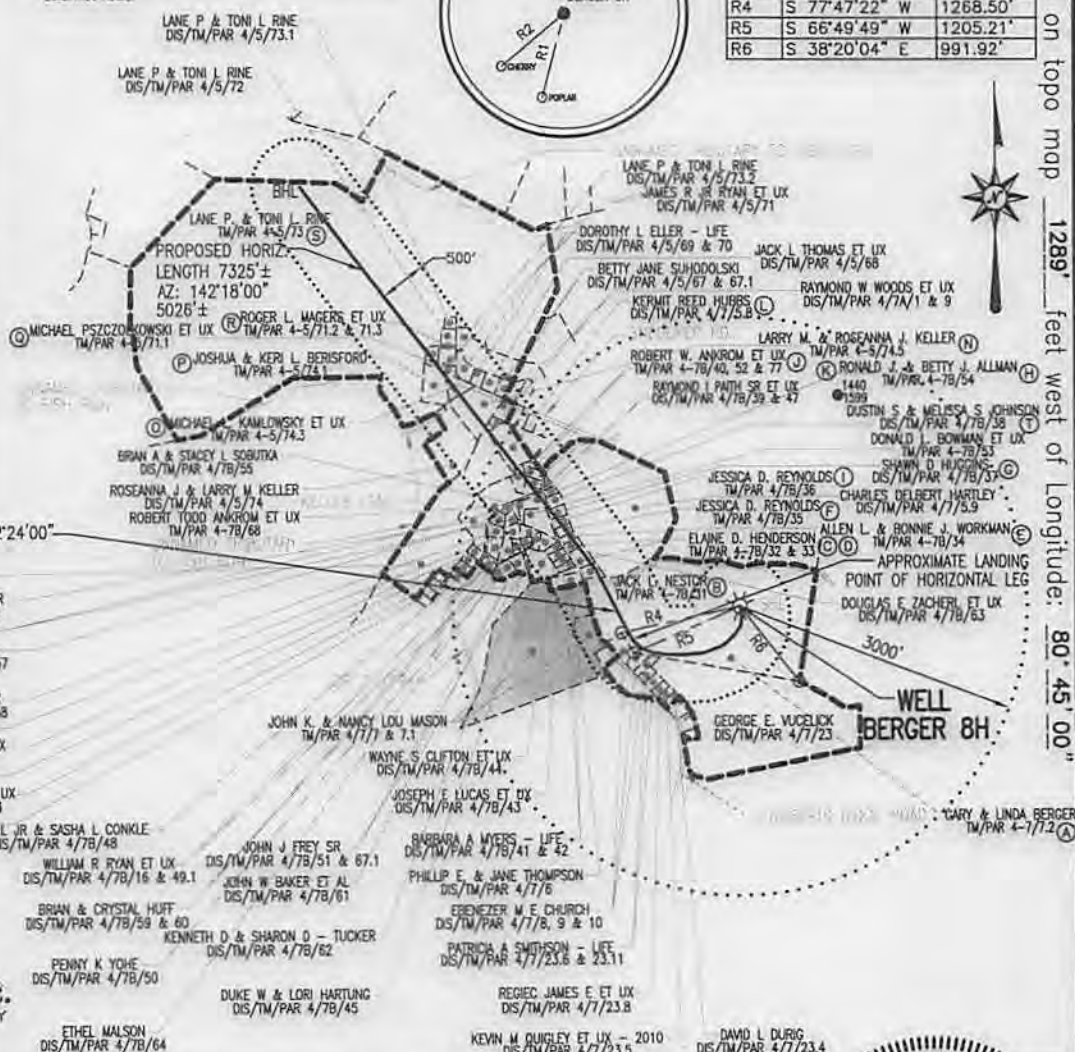 R4 S 77°47'22" W 1268.50'
R5 S 66°49'49" W 1205.21'
R6 S 38°20'04" E 991.92'
R2
R1
CHERRY
POPLAR
on topo map
1289' feet west of Longitude: 80° 45' 00"
LANE P & TONI L RINE
DIS/TM/PAR 4/5/73.1
LANE P & TONI L RINE
DIS/TM/PAR 4/5/72
LANE P & TONI L RINE
DIS/TM/PAR 4/5/73.2
JAMES R JR RYAN ET UX
DIS/TM/PAR 4/5/71
BHL
LANE P. & TONI L. RINE
TM/PAR 4-5/73 S
PROPOSED HORIZ.
LENGTH 7325'±
AZ: 142°18'00"
5026'±
500'
DOROTHY L ELLER - LIFE
DIS/TM/PAR 4/5/69 & 70
JACK L THOMAS ET UX
DIS/TM/PAR 4/5/68
BETTY JANE SUHODOLSKI
DIS/TM/PAR 4/5/67 & 67.1
RAYMOND W WOODS ET UX
DIS/TM/PAR 4/7A/1 & 9
KERMIT REED HUBBS L
DIS/TM/PAR 4/7/5.8
Q MICHAEL PSZCZOLKOWSKI ET UX
TM/PAR 4-5/71.1
R ROGER L. MAGERS ET UX
TM/PAR 4-5/71.2 & 71.3
LARRY M. & ROSEANNA J. KELLER N
TM/PAR 4-5/74.5
P JOSHUA & KERI L. BERISFORD
TM/PAR 4-5/74.1
ROBERT W. ANKROM ET UX J
TM/PAR 4-7B/40, 52 & 77
K RONALD J. & BETTY J. ALLMAN H
TM/PAR 4-7B/54
RAYMOND I PAITH SR ET UX
DIS/TM/PAR 4/7B/39 & 47
1440
1599
DUSTIN S & MELISSA S JOHNSON
DIS/TM/PAR 4/7B/38 T
O MICHAEL KAMLOWSKY ET UX
TM/PAR 4-5/74.3
DONALD L. BOWMAN ET UX
TM/PAR 4-7B/53
BRIAN A & STACEY L SOBUTKA
DIS/TM/PAR 4/7B/55
SHAWN D HUGGINS G
DIS/TM/PAR 4/7B/37
JESSICA D. REYNOLDS I
TM/PAR 4-7B/36
ROSEANNA J & LARRY M KELLER
DIS/TM/PAR 4/5/74
CHARLES DELBERT HARTLEY
DIS/TM/PAR 4/7/5.9
JESSICA D. REYNOLDS F
TM/PAR 4-7B/35
ROBERT TODD ANKROM ET UX
TM/PAR 4-7B/68
ALLEN L. & BONNIE J. WORKMAN E
TM/PAR 4-7B/34
ELAINE D. HENDERSON C D
TM/PAR 4-7B/32 & 33
°24'00"
APPROXIMATE LANDING
POINT OF HORIZONTAL LEG
JACK L. NESTOR B
TM/PAR 4-7B/31
DOUGLAS E ZACHERL ET UX
DIS/TM/PAR 4/7B/63
R4
R5
R6
3000'
WELL
BERGER 8H
JOHN K. & NANCY LOU MASON
TM/PAR 4/7/7 & 7.1
GEORGE E. VUCELICK
DIS/TM/PAR 4/7/23
WAYNE S CLIFTON ET UX
DIS/TM/PAR 4/7B/44
JOSEPH F LUCAS ET UX
DIS/TM/PAR 4/7B/43
GARY & LINDA BERGER
TM/PAR 4-7/7.2 A
L JR & SASHA L CONKLE
DIS/TM/PAR 4/7B/48
JOHN J FREY SR
DIS/TM/PAR 4/7B/51 & 67.1
BARBARA A MYERS - LIFE
DIS/TM/PAR 4/7B/41 & 42
WILLIAM R RYAN ET UX
DIS/TM/PAR 4/7B/16 & 49.1
JOHN W BAKER ET AL
DIS/TM/PAR 4/7B/61
PHILLIP E. & JANE THOMPSON
DIS/TM/PAR 4/7/6
BRIAN & CRYSTAL HUFF
DIS/TM/PAR 4/7B/59 & 60
EBENEZER M E CHURCH
DIS/TM/PAR 4/7/8, 9 & 10
KENNETH D & SHARON D - TUCKER
DIS/TM/PAR 4/7B/62
PATRICIA A SMITHSON - LIFE
DIS/TM/PAR 4/7/23.6 & 23.11
PENNY K YOHE
DIS/TM/PAR 4/7B/50
DUKE W & LORI HARTUNG
DIS/TM/PAR 4/7B/45
REGIEC JAMES E ET UX
DIS/TM/PAR 4/7/23.8
ETHEL MALSON
DIS/TM/PAR 4/7B/64
KEVIN M QUIGLEY ET UX - 2010
DIS/TM/PAR 4/7/23.5
DAVID L DURIG
DIS/TM/PAR 4/7/23.4